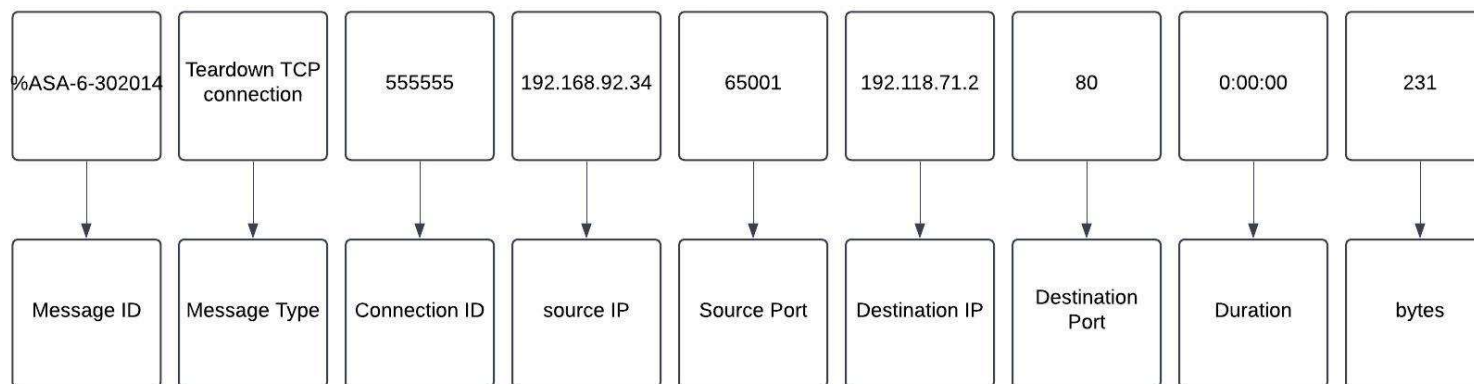 %ASA-6-302014
Teardown TCP
connection
555555
192.168.92.34
65001
192.118.71.2
80
0:00:00
231
Message ID
Message Type
Connection ID
source IP
Source Port
Destination IP
Destination
Port
Duration
bytes